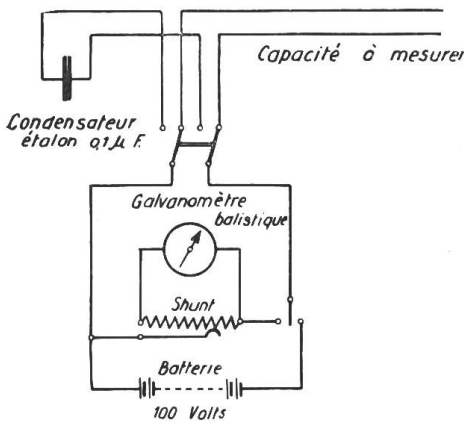 Capacité à mesurer
Condensateur
étalon 0,1 μ F.
Galvanomètre
balistique
Shunt
Batterie
100 Volts